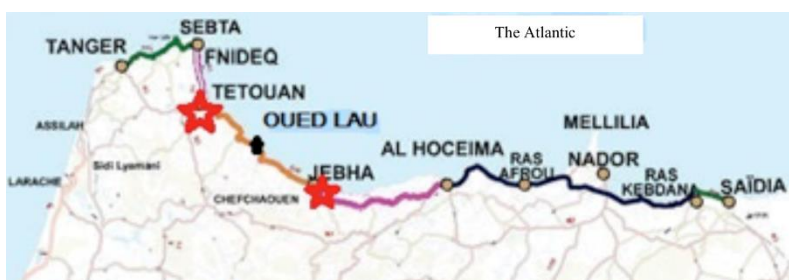 The Atlantic
SEBTA
TANGER
FNIDEQ
TETOUAN
OUED LAU
ASSILAH
MELLILIA
AL HOCEIMA
RAS
AFROU
NADOR
Sidi Lyamani
JEBHA
RAS
KEBDANA
SAÏDIA
LARACHE
CHEFCHAOUEN